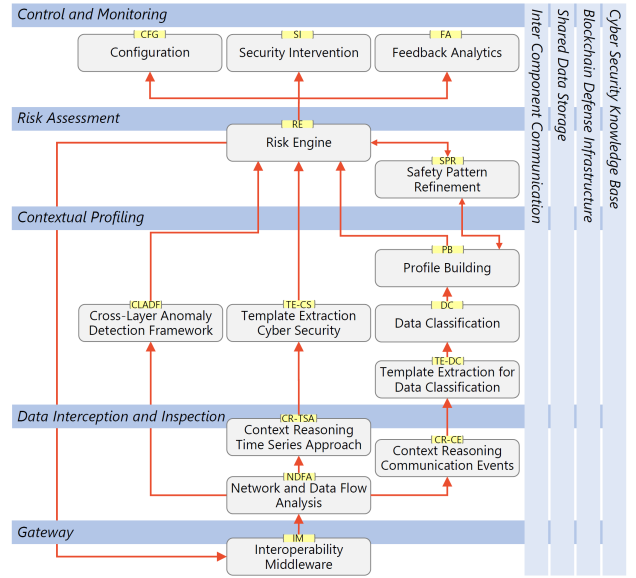 Control and Monitoring
CFG
Configuration
SI
Security Intervention
FA
Feedback Analytics
Risk Assessment
RE
Risk Engine
SPR
Safety Pattern
Refinement
Contextual Profiling
PB
Profile Building
CLADF
Cross-Layer Anomaly
Detection Framework
TE-CS
Template Extraction
Cyber Security
DC
Data Classification
TE-DC
Template Extraction for
Data Classification
Data Interception and Inspection
CR-TSA
Context Reasoning
Time Series Approach
CR-CE
Context Reasoning
Communication Events
NDFA
Network and Data Flow
Analysis
Gateway
IM
Interoperability
Middleware
Inter Component Communication
Shared Data Storage
Blockchain Defense Infrastructure
Cyber Security Knowledge Base